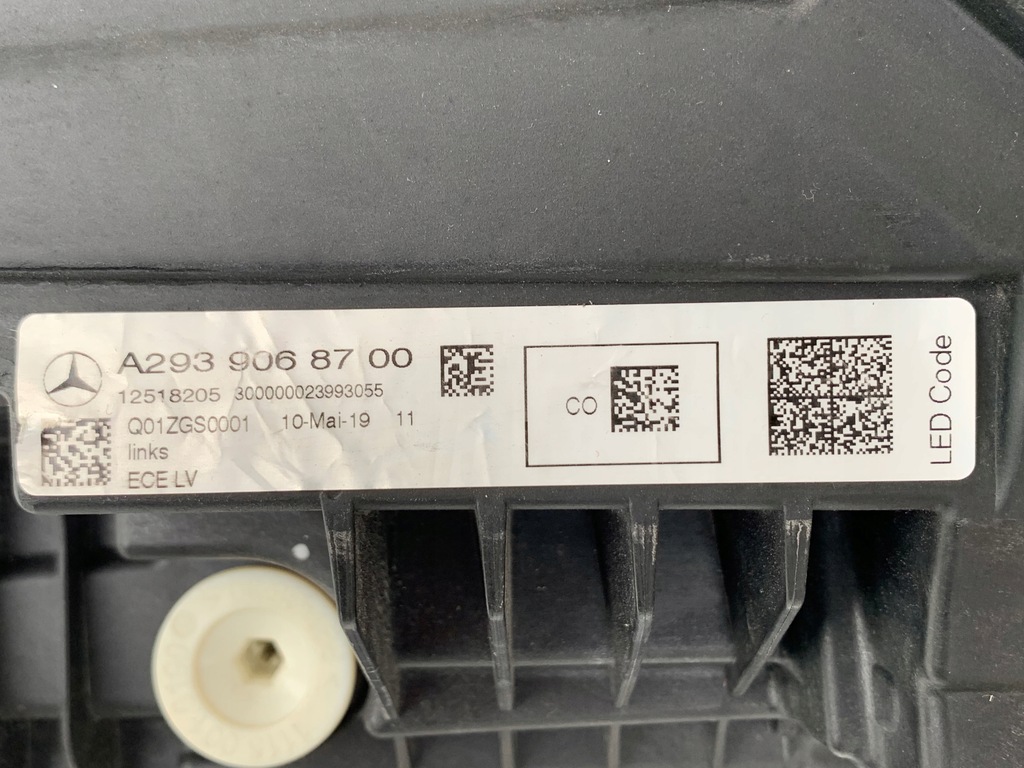 A293 906 87 00
12518205 300000023993055
Q01ZGS0001 10-Mai-19 11
links
ECE LV
CO
LED Code